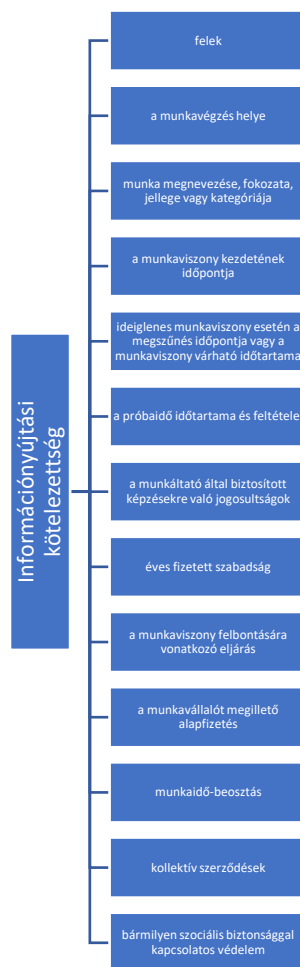 Információnyújtási
kötelezettség
felek
a munkavégzés helye
munka megnevezése, fokozata,
jellege vagy kategóriája
a munkaviszony kezdetének
időpontja
ideiglenes munkaviszony esetén a
megszűnés időpontja vagy a
munkaviszony várható időtartama
a próbaidő időtartama és feltételei
a munkáltató által biztosított
képzésekre való jogosultságok
éves fizetett szabadság
a munkaviszony felbontására
vonatkozó eljárás
a munkavállalót megillető
alapfizetés
munkaidő-beosztás
kollektív szerződések
bármilyen szociális biztonsággal
kapcsolatos védelem